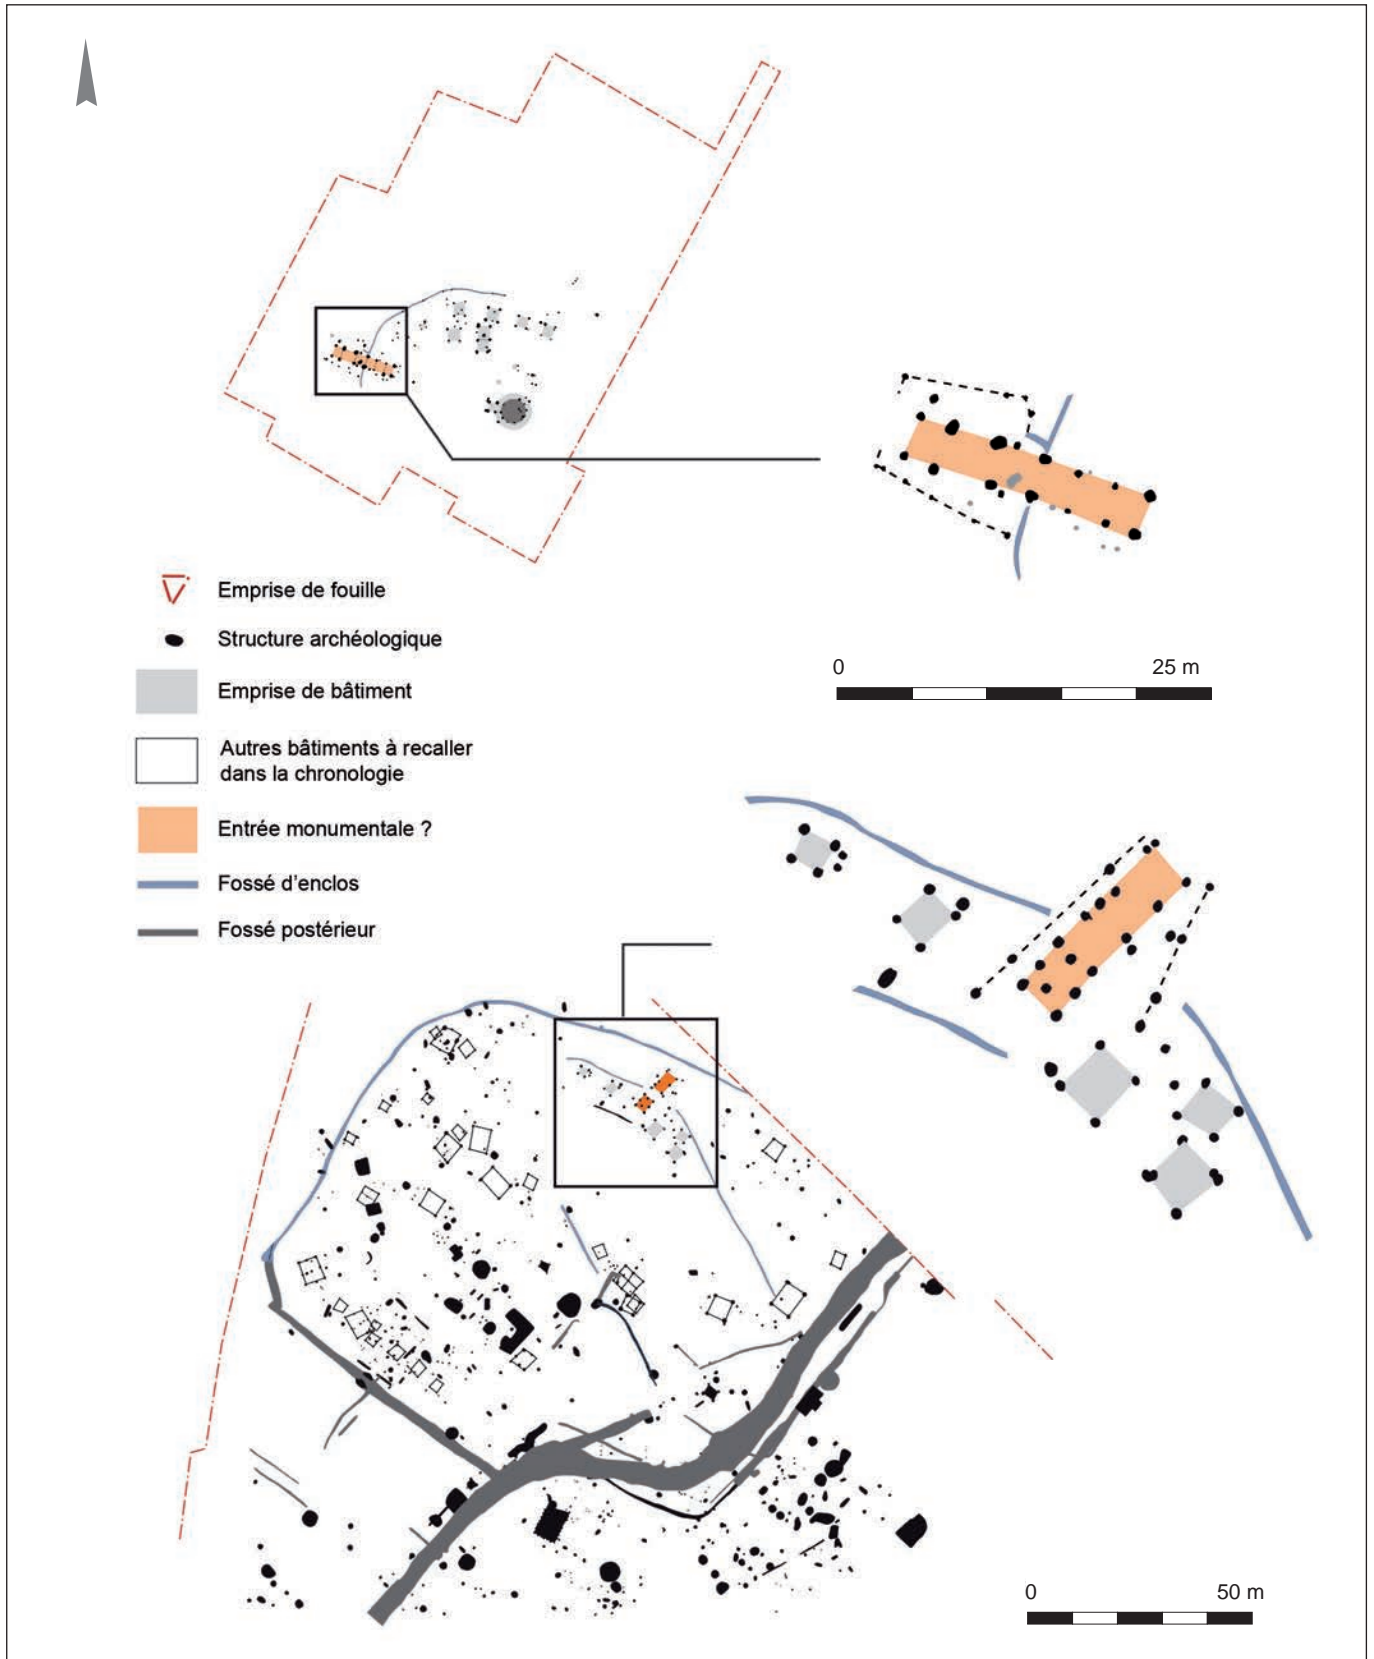 Emprise de fouille
Structure archéologique
Emprise de bâtiment
Autres bâtiments à recaller
dans la chronologie
Entrée monumentale ?
Fossé d'enclos
Fossé postérieur
0 25 m
0 50 m